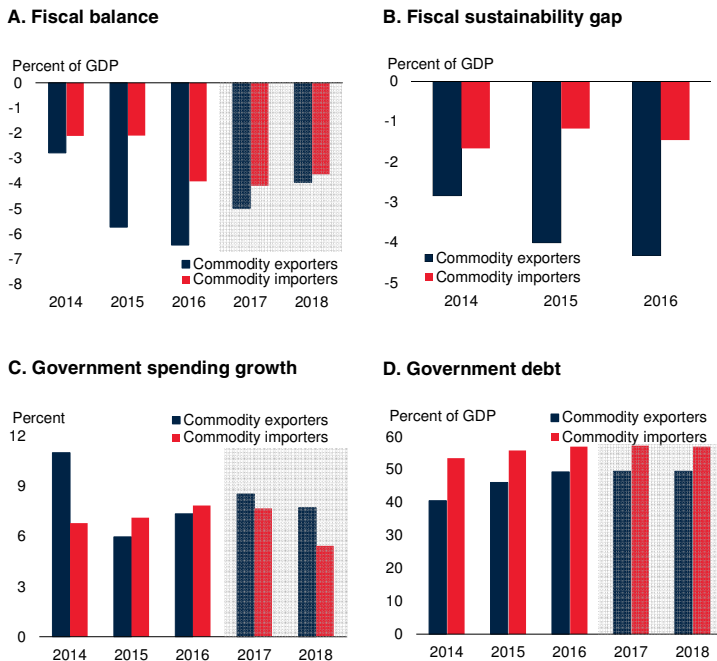 A. Fiscal balance
Percent of GDP
0
-1
-2
-3
-4
-5
-6
-7
-8
Commodity exporters
Commodity importers
2014 2015 2016 2017 2018
B. Fiscal sustainability gap
Percent of GDP
0
-1
-2
-3
-4
-5
Commodity exporters
Commodity importers
2014 2015 2016
C. Government spending growth
Percent
12
9
6
3
0
Commodity exporters
Commodity importers
2014 2015 2016 2017 2018
D. Government debt
Percent of GDP
60
50
40
30
20
10
0
Commodity exporters
Commodity importers
2014 2015 2016 2017 2018